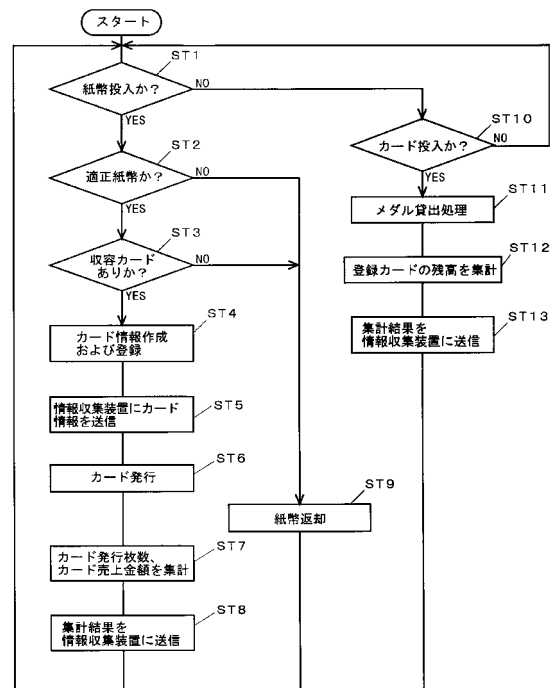 スタート
ST1
紙幣投入か?
NO
YES
ST10
カード投入か?
NO
YES
ST2
適正紙幣か?
NO
YES
ST11
メダル貸出処理
ST3
収容カード
ありか?
NO
YES
ST12
登録カードの残高を集計
ST4
カード情報作成
および登録
ST13
集計結果を
情報収集装置に送信
ST5
情報収集装置にカード
情報を送信
ST6
カード発行
ST9
紙幣返却
ST7
カード発行枚数、
カード売上金額を集計
ST8
集計結果を
情報収集装置に送信